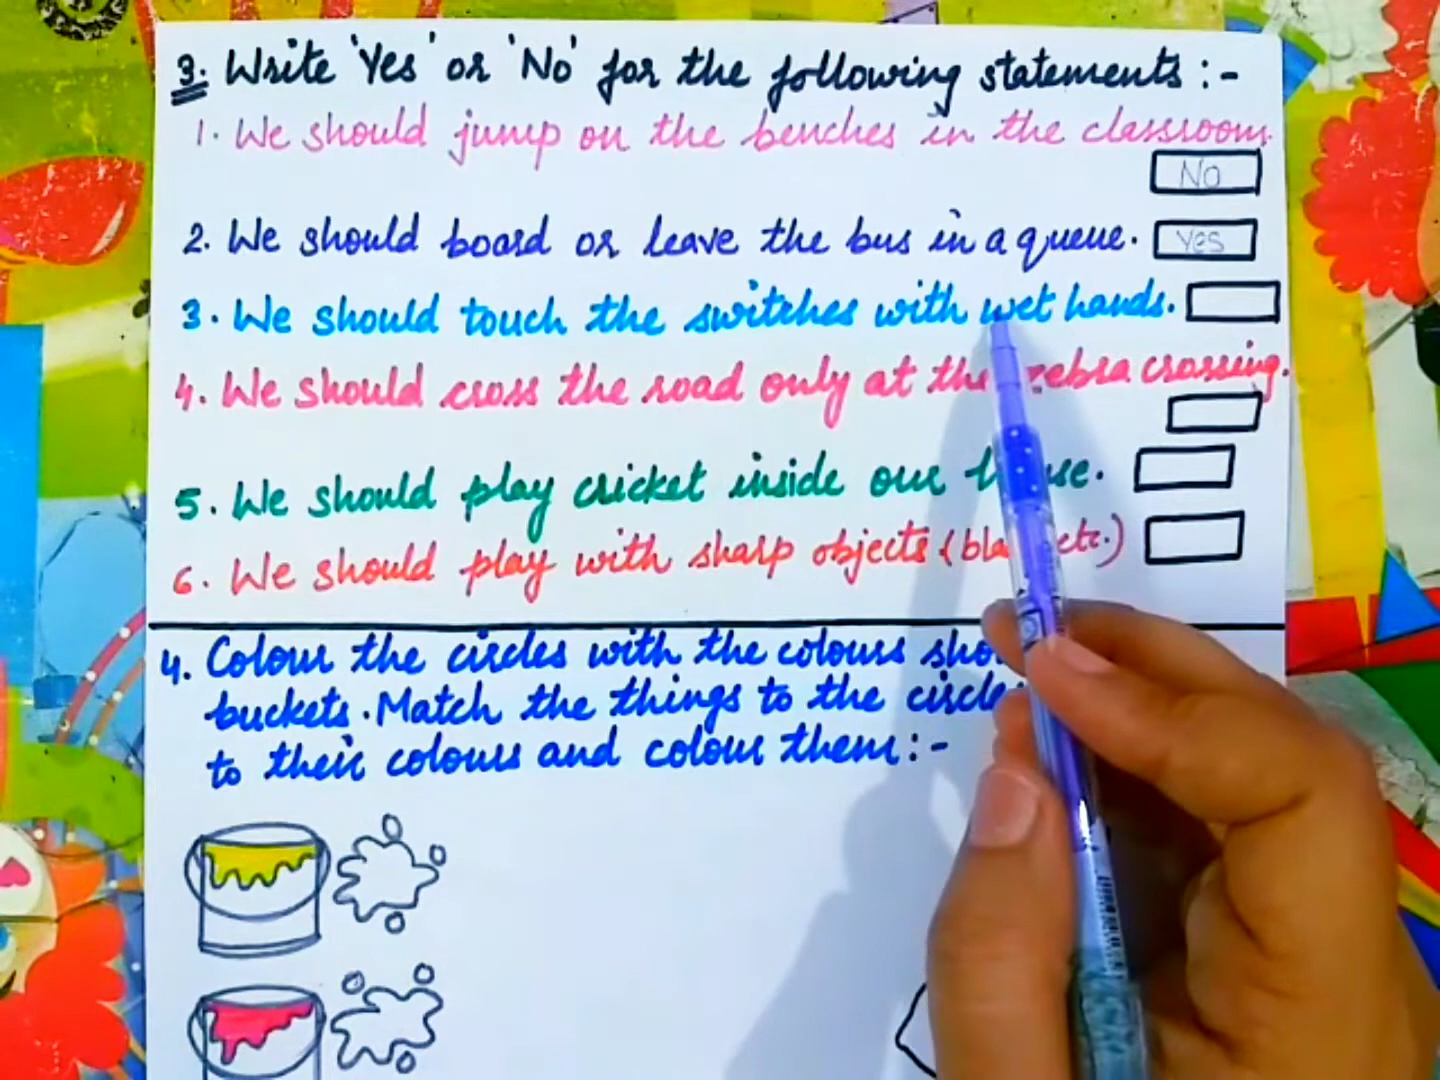 3. Write 'Yes' or 'No' for the following statements :-
1. We should jump on the benches in the classroom.
No
2. We should board or leave the bus in a queue. Yes
3. We should touch the switches with wet hands.
4. We should cross the road only at the zebra crossing.
5. We should play cricket inside our house.
6. We should play with sharp objects (bla etc.)
4. Colour the circles with the colours
buckets. Match the things to the
to their colours and colour them :-